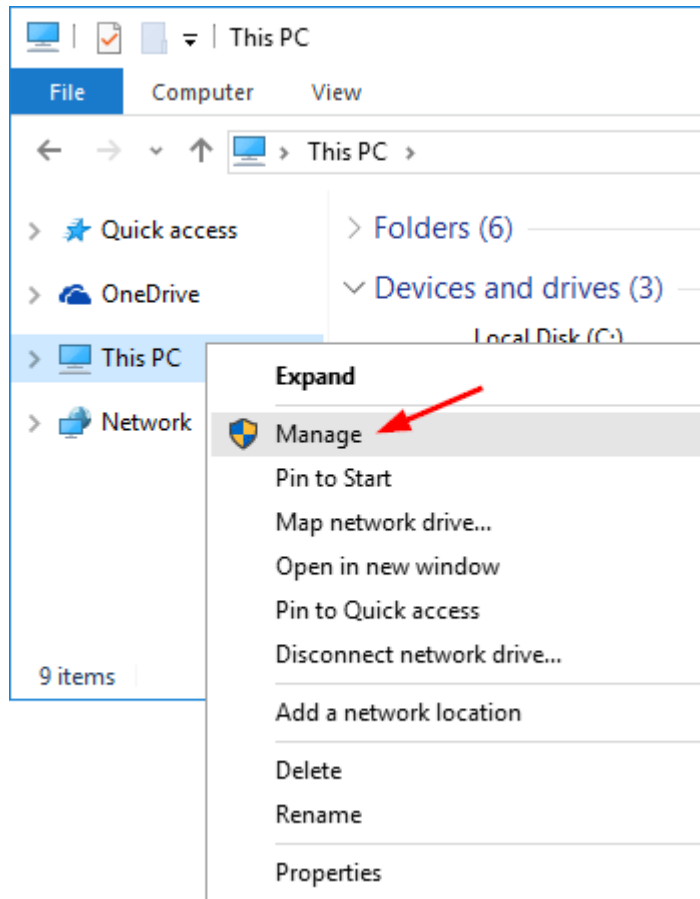 This PC
File Computer View
This PC
Quick access
OneDrive
This PC
Network
9 items
Folders (6)
Devices and drives (3)
Local Disk (C:)
Expand
Manage
Pin to Start
Map network drive...
Open in new window
Pin to Quick access
Disconnect network drive...
Add a network location
Delete
Rename
Properties